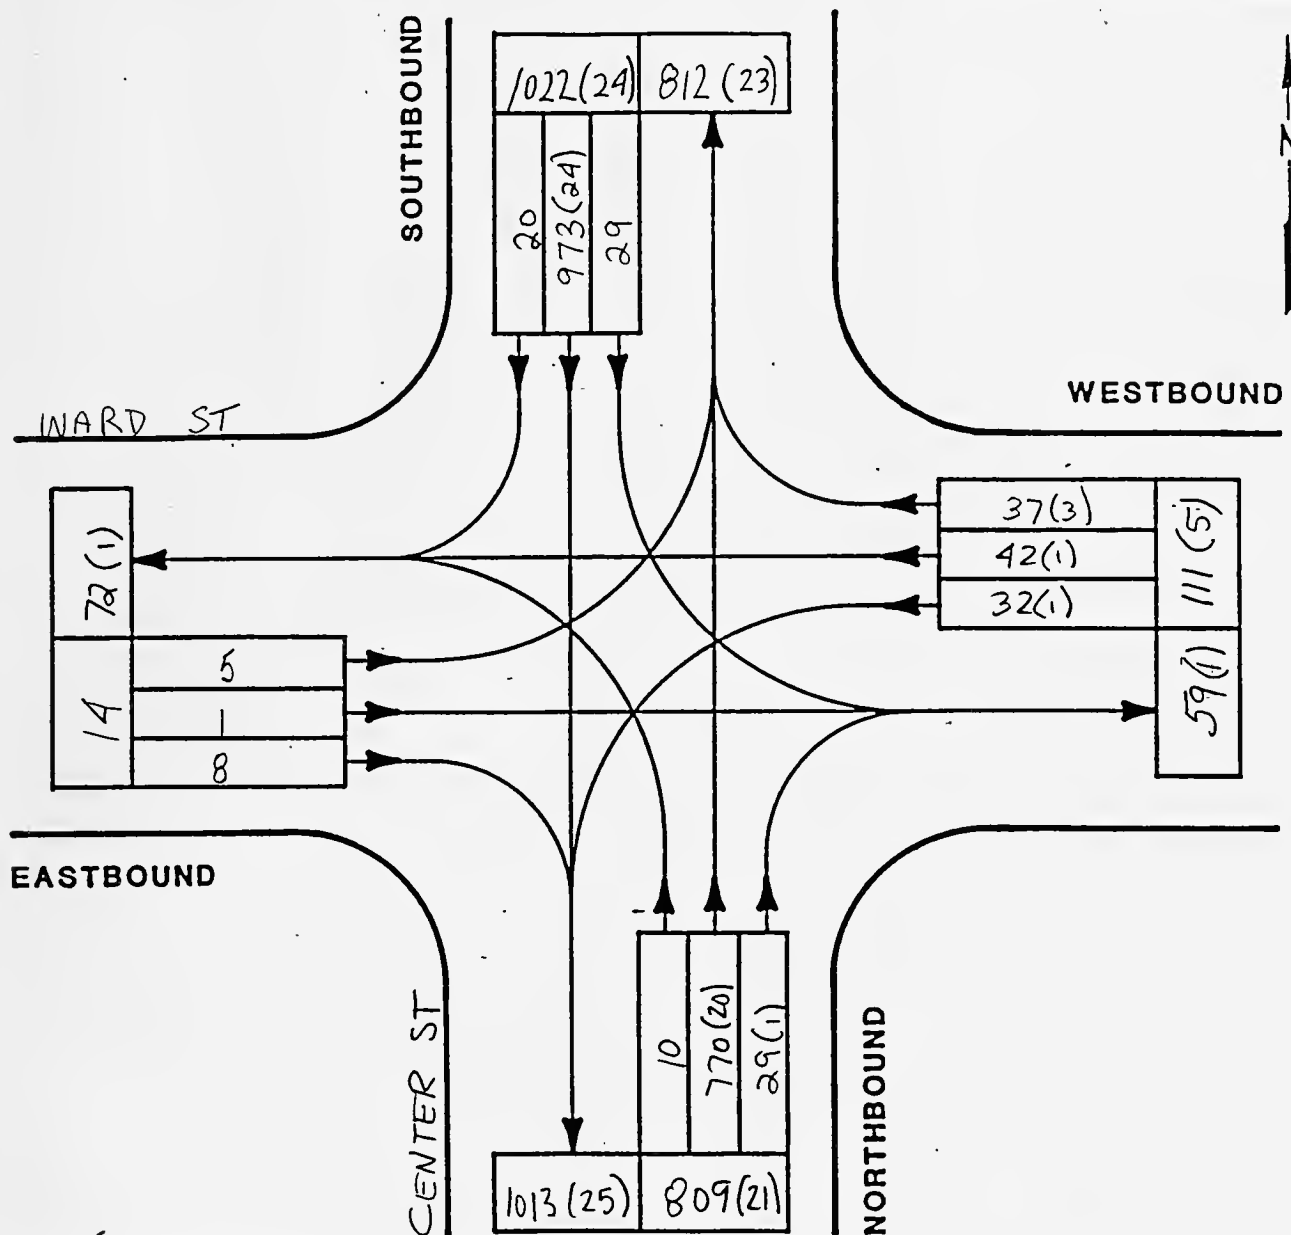 SOUTHBOUND
1022(24) 812(23)
20
973(24)
29
N
WESTBOUND
WARD ST
37(3)
42(1)
32(1)
111(5)
59(1)
72(1)
14
5
1
8
EASTBOUND
10
770(20)
29(1)
CENTER ST
NORTHBOUND
1013(25) 809(21)